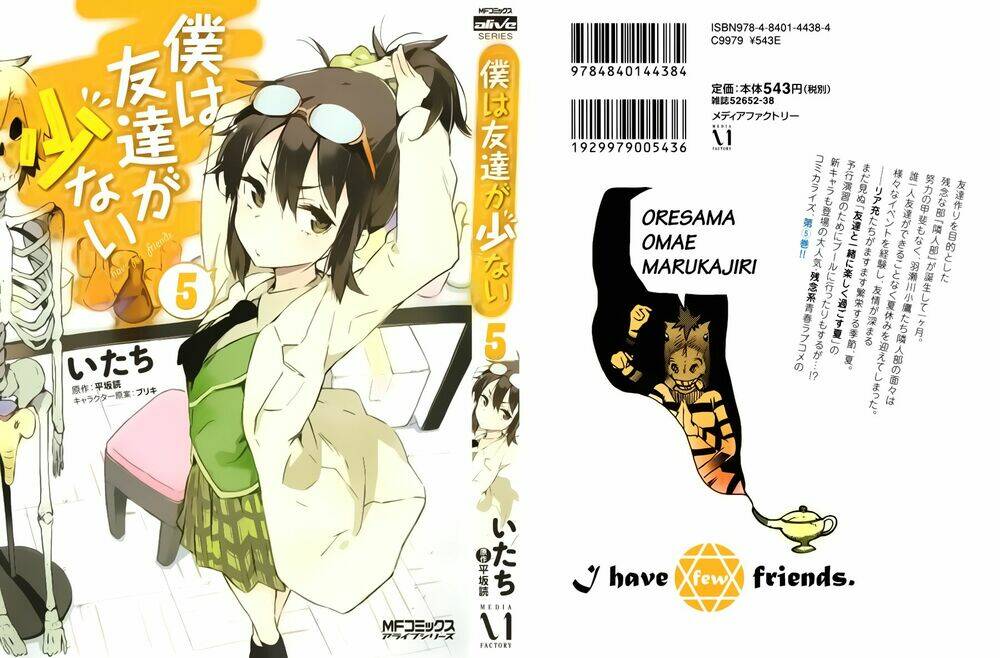 僕は
友達が
少ない
friends
5
いたち
原作：平坂読
キャラクター原案：ブリキ
MFコミックス
アライブシリーズ
MFコミックス
alive
SERIES
僕は友達が少ない
5
いたち
原作
平坂読
MEDIA
FACTORY
ISBN978-4-8401-4438-4
C9979 ¥543E
9784840144384
定価：本体543円(税別)
雑誌52652-38
メディアファクトリー
MEDIA
FACTORY
1929979005436
友達作りを目的とした
残念な部「隣人部」が誕生して一ヶ月。
努力の甲斐もなく、羽瀬川小鷹たち隣人部の面々は
誰一人友達ができることなく夏休みを迎えてしまった。
様々なイベントを経験し、友情が深まる
――リア充たちがますます繁栄する季節、夏。
まだ見ぬ「友達と一緒に楽しく過ごす夏」の
予行演習のためにプールに行ったりもするが…!?
新キャラも登場の大人気・残念系青春ラブコメの
コミカライズ、第⑤巻!!
ORESAMA
OMAE
MARUKAJIRI
I have few friends.